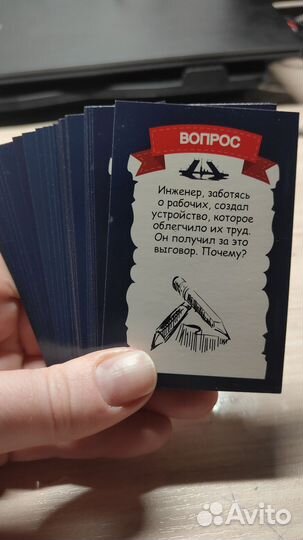 ВОПРОС
Инженер, заботясь
о рабочих, создал
устройство, которое
облегчило их труд.
Он получил за это
выговор. Почему?
Avito